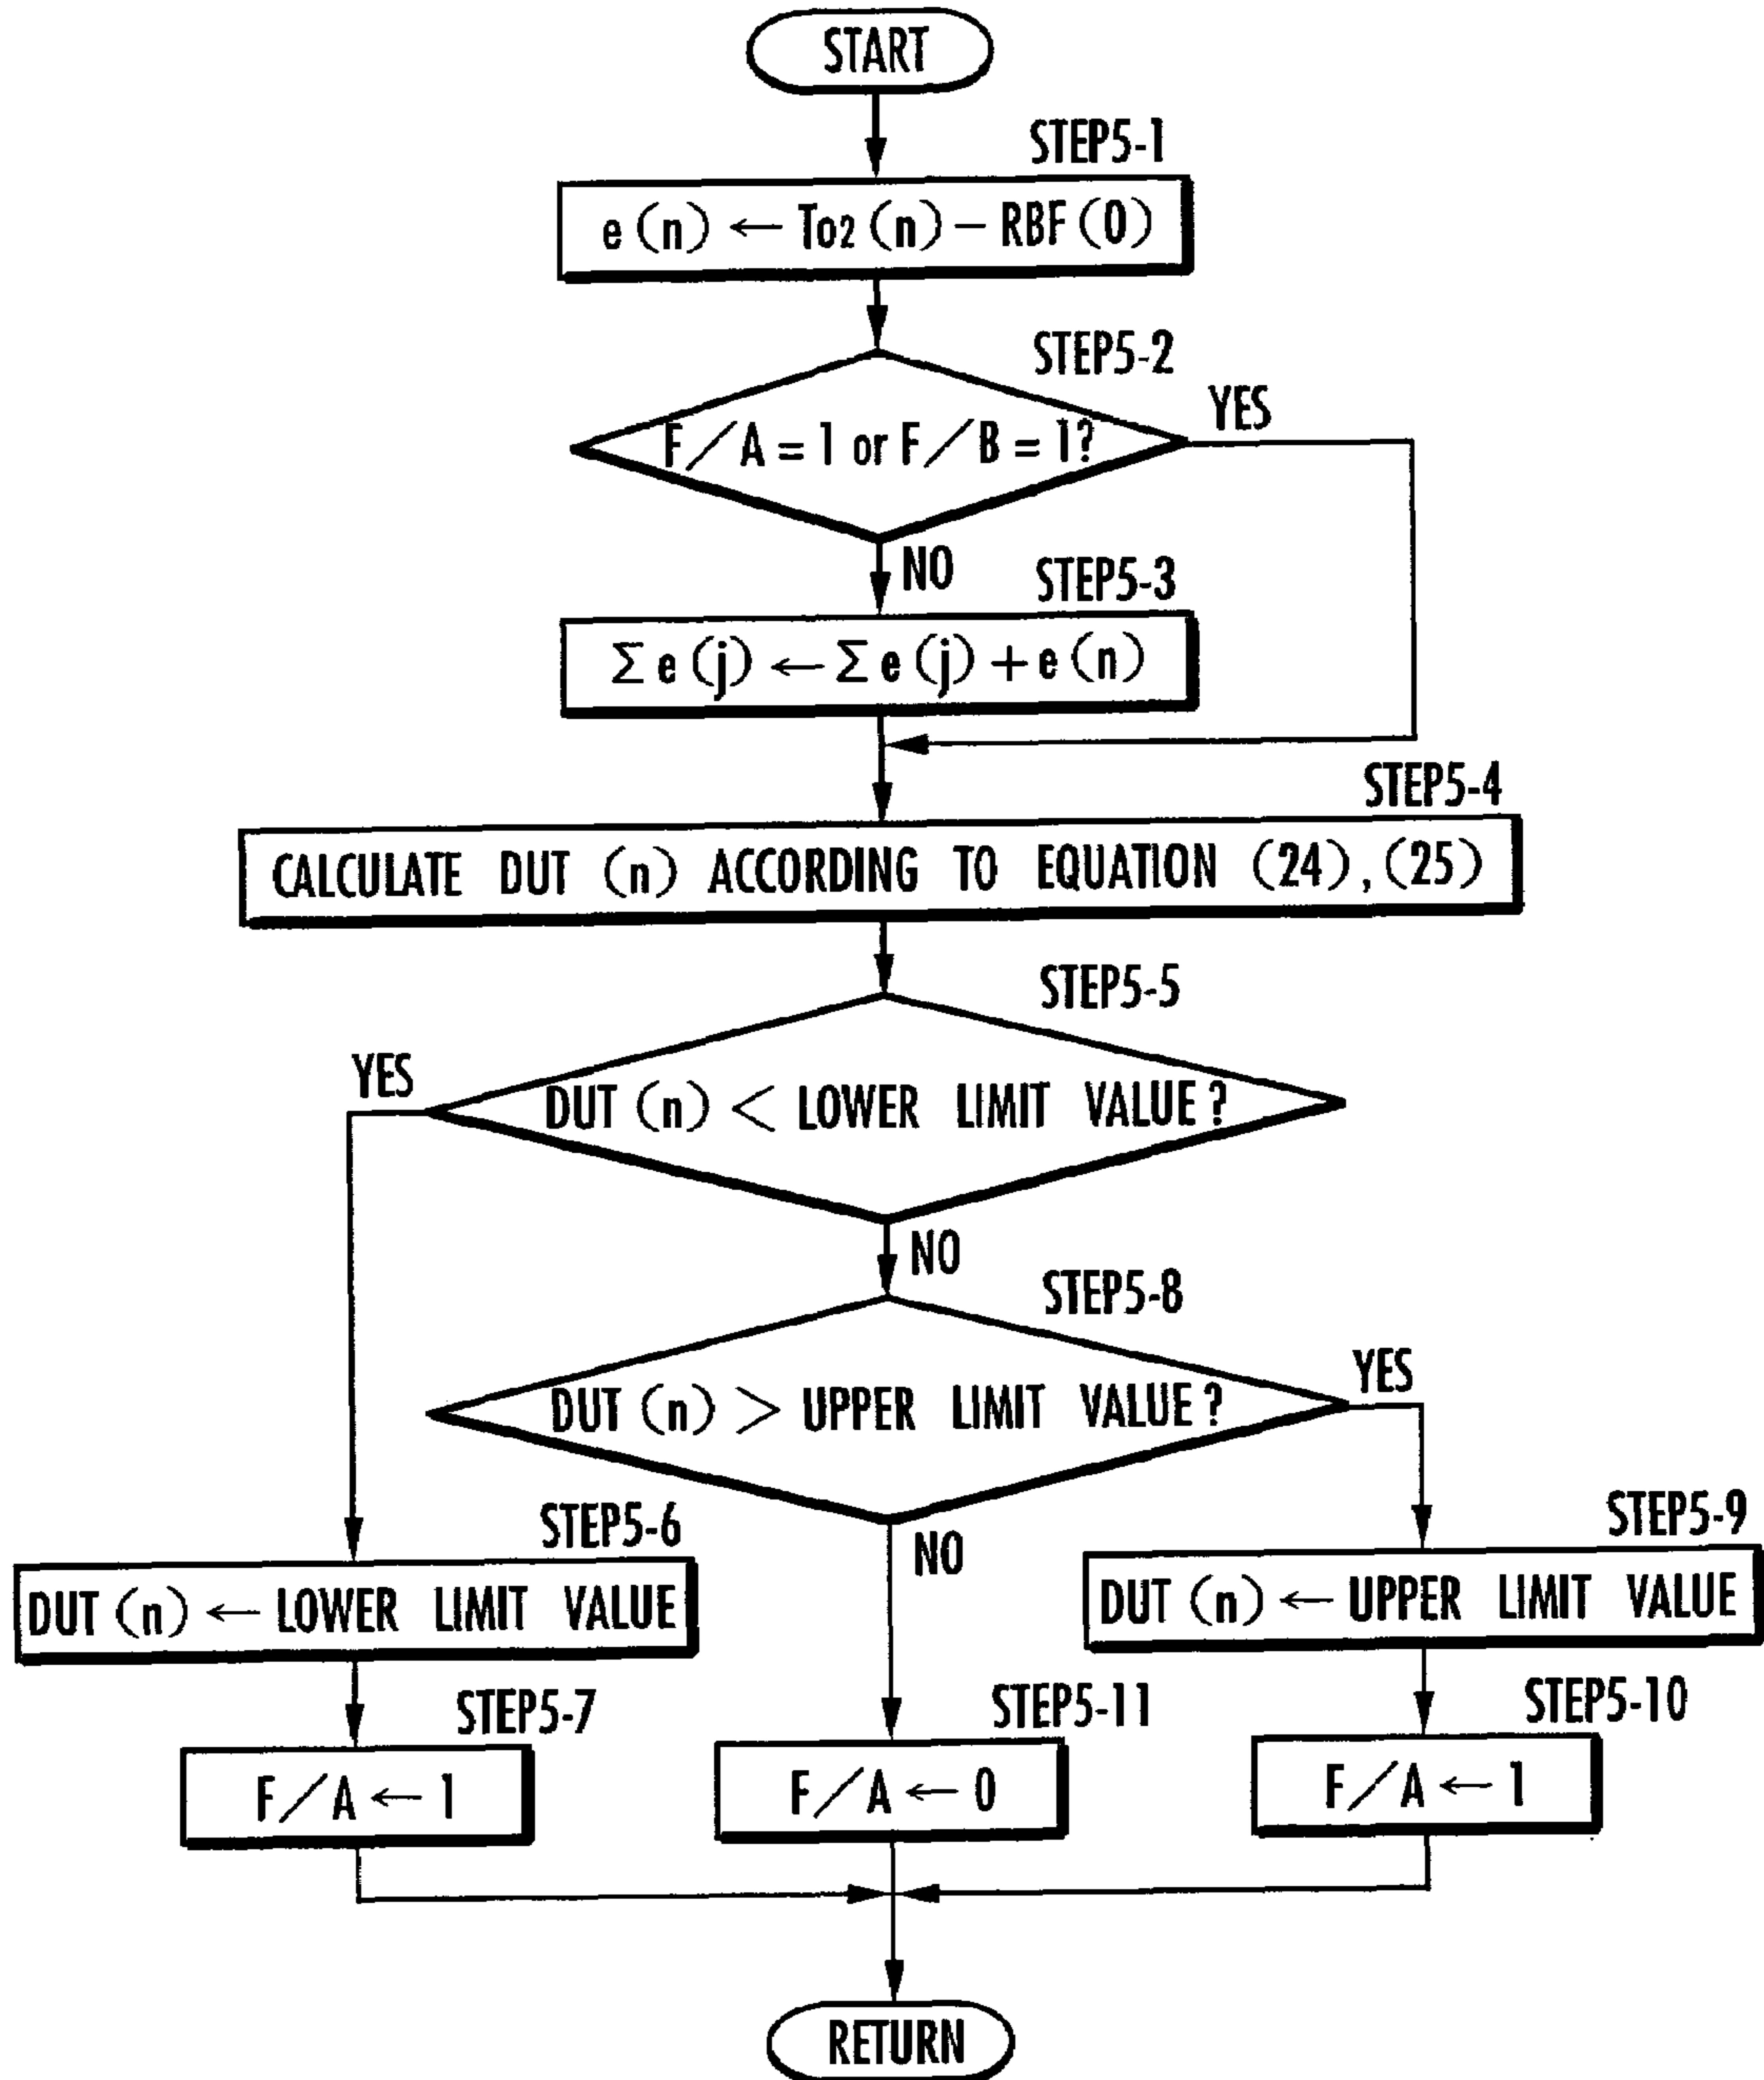 START
STEP5-1
e(n) ← To2(n) − RBF(0)
STEP5-2
F/A = 1 or F/B = 1?
YES
NO
STEP5-3
Σ e(j) ← Σ e(j) + e(n)
STEP5-4
CALCULATE DUT (n) ACCORDING TO EQUATION (24), (25)
STEP5-5
YES
DUT (n) < LOWER LIMIT VALUE?
NO
STEP5-8
DUT (n) > UPPER LIMIT VALUE?
YES
NO
STEP5-6
DUT (n) ← LOWER LIMIT VALUE
STEP5-9
DUT (n) ← UPPER LIMIT VALUE
STEP5-7
F/A ← 1
STEP5-11
F/A ← 0
STEP5-10
F/A ← 1
RETURN